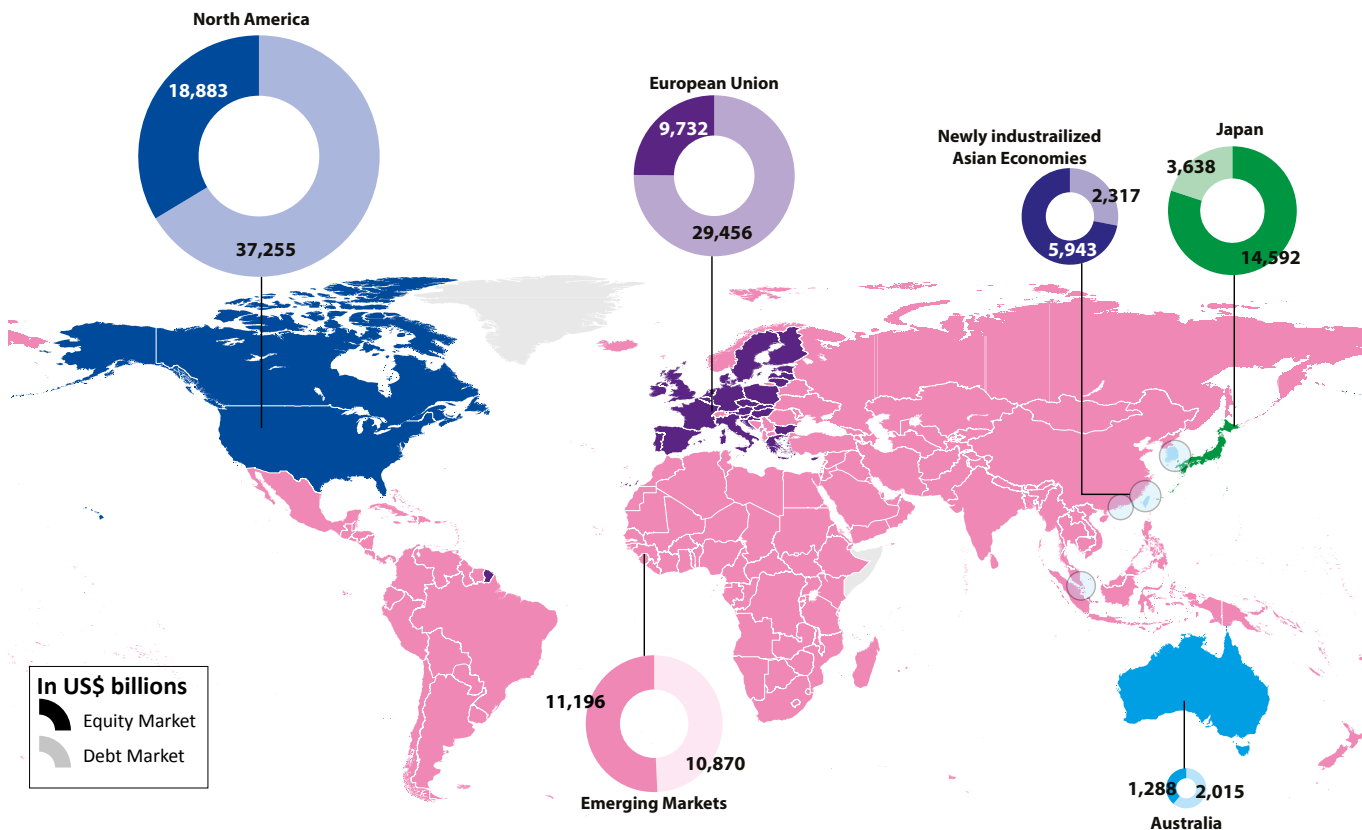 North America
18,883
37,255
European Union
9,732
29,456
Newly industrailized
Asian Economies
2,317
5,943
Japan
3,638
14,592
In US$ billions
Equity Market
Debt Market
11,196
10,870
Emerging Markets
1,288
2,015
Australia